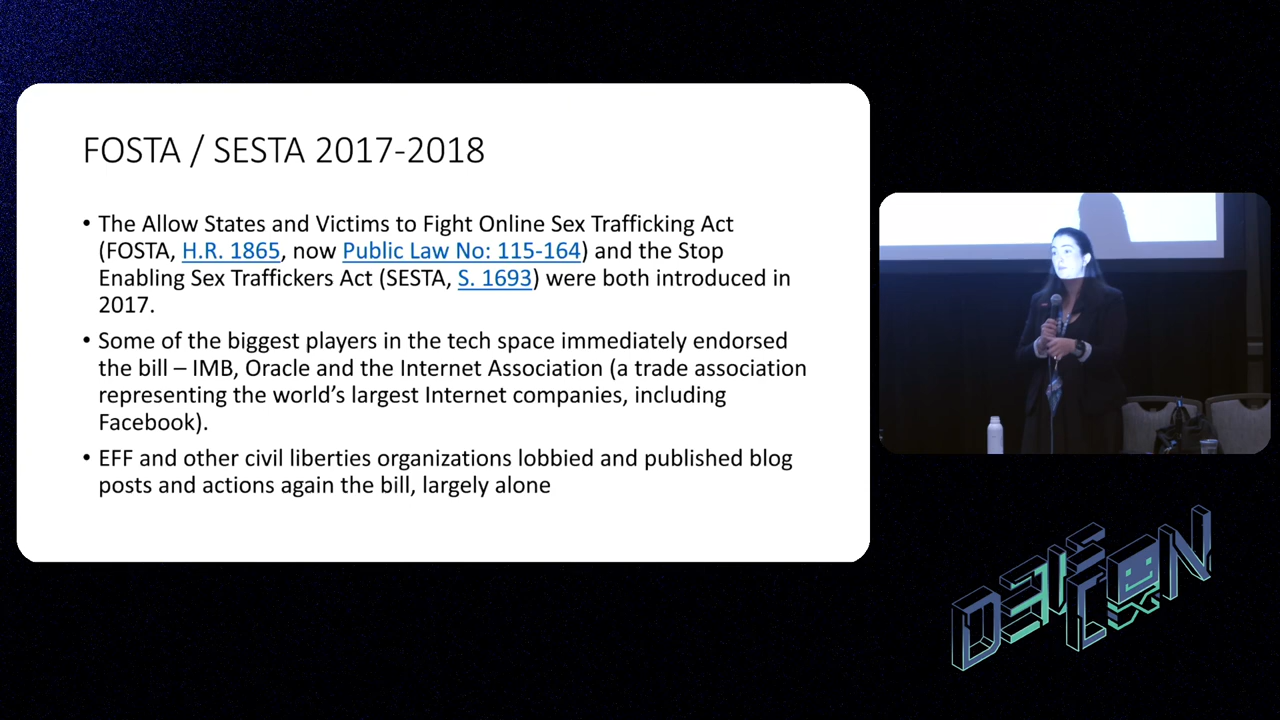 FOSTA / SESTA 2017-2018
• The Allow States and Victims to Fight Online Sex Trafficking Act
(FOSTA, H.R. 1865, now Public Law No: 115-164) and the Stop
Enabling Sex Traffickers Act (SESTA, S. 1693) were both introduced in
2017.
• Some of the biggest players in the tech space immediately endorsed
the bill – IMB, Oracle and the Internet Association (a trade association
representing the world's largest Internet companies, including
Facebook).
• EFF and other civil liberties organizations lobbied and published blog
posts and actions again the bill, largely alone
DEF
CON